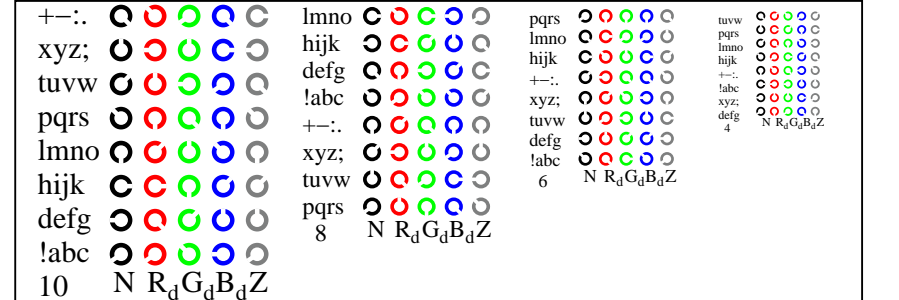 +−:.
xyz;
tuvw
pqrs
lmno
hijk
defg
!abc
10 N RdGdBdZ
lmno
hijk
defg
!abc
+−:.
xyz;
tuvw
pqrs
8 N RdGdBdZ
pqrs
lmno
hijk
+−:.
xyz;
tuvw
defg
!abc
6 N RdGdBdZ
tuvw
pqrs
lmno
hijk
+−:.
!abc
xyz;
defg
4 N RdGdBdZ